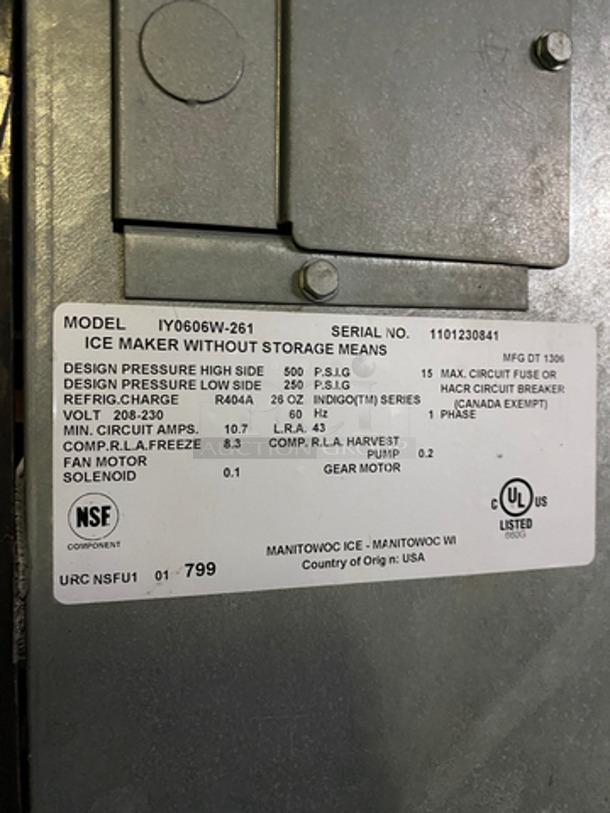 MODEL IY0606W-261 SERIAL NO. 1101230841
ICE MAKER WITHOUT STORAGE MEANS
MFG DT 1306
DESIGN PRESSURE HIGH SIDE 500 P.S.I.G 15 MAX. CIRCUIT FUSE OR
DESIGN PRESSURE LOW SIDE 250 P.S.I.G HACR CIRCUIT BREAKER
REFRIG.CHARGE R404A 26 OZ INDIGO(TM) SERIES (CANADA EXEMPT)
VOLT 208-230 60 Hz 1 PHASE
MIN. CIRCUIT AMPS. 10.7 L.R.A. 43
COMP.R.L.A.FREEZE 8.3 COMP. R.L.A. HARVEST
FAN MOTOR PUMP 0.2
SOLENOID 0.1 GEAR MOTOR
AUCTION GROUP
NSF
COMPONENT
C UL US
LISTED
660G
MANITOWOC ICE - MANITOWOC WI
Country of Origin: USA
URC NSFU1 01 799